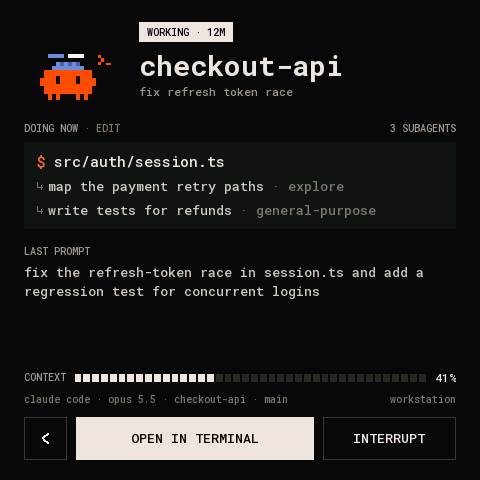 WORKING · 12M
checkout-api
fix refresh token race
DOING NOW · EDIT
3 SUBAGENTS
$ src/auth/session.ts
↳ map the payment retry paths · explore
↳ write tests for refunds · general-purpose
LAST PROMPT
fix the refresh-token race in session.ts and add a
regression test for concurrent logins
CONTEXT 41%
claude code · opus 5.5 · checkout-api · main
workstation
< OPEN IN TERMINAL INTERRUPT